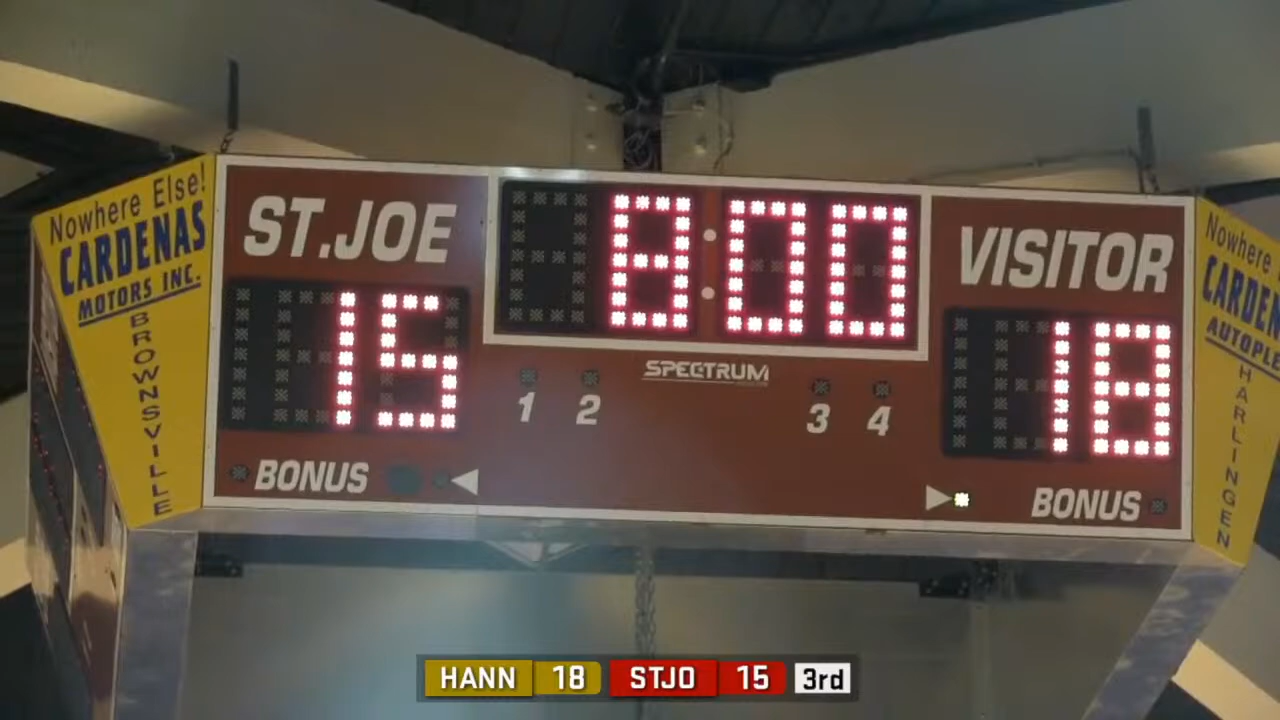 Nowhere Else!
CARDENAS
MOTORS INC.
BROWNSVILLE
ST.JOE
8:00
VISITOR
15
18
SPECTRUM
1 2 3 4
BONUS
BONUS
Nowhere
CARDEN
AUTOPLE
HARLINGEN
HANN 18 STJO 15 3rd